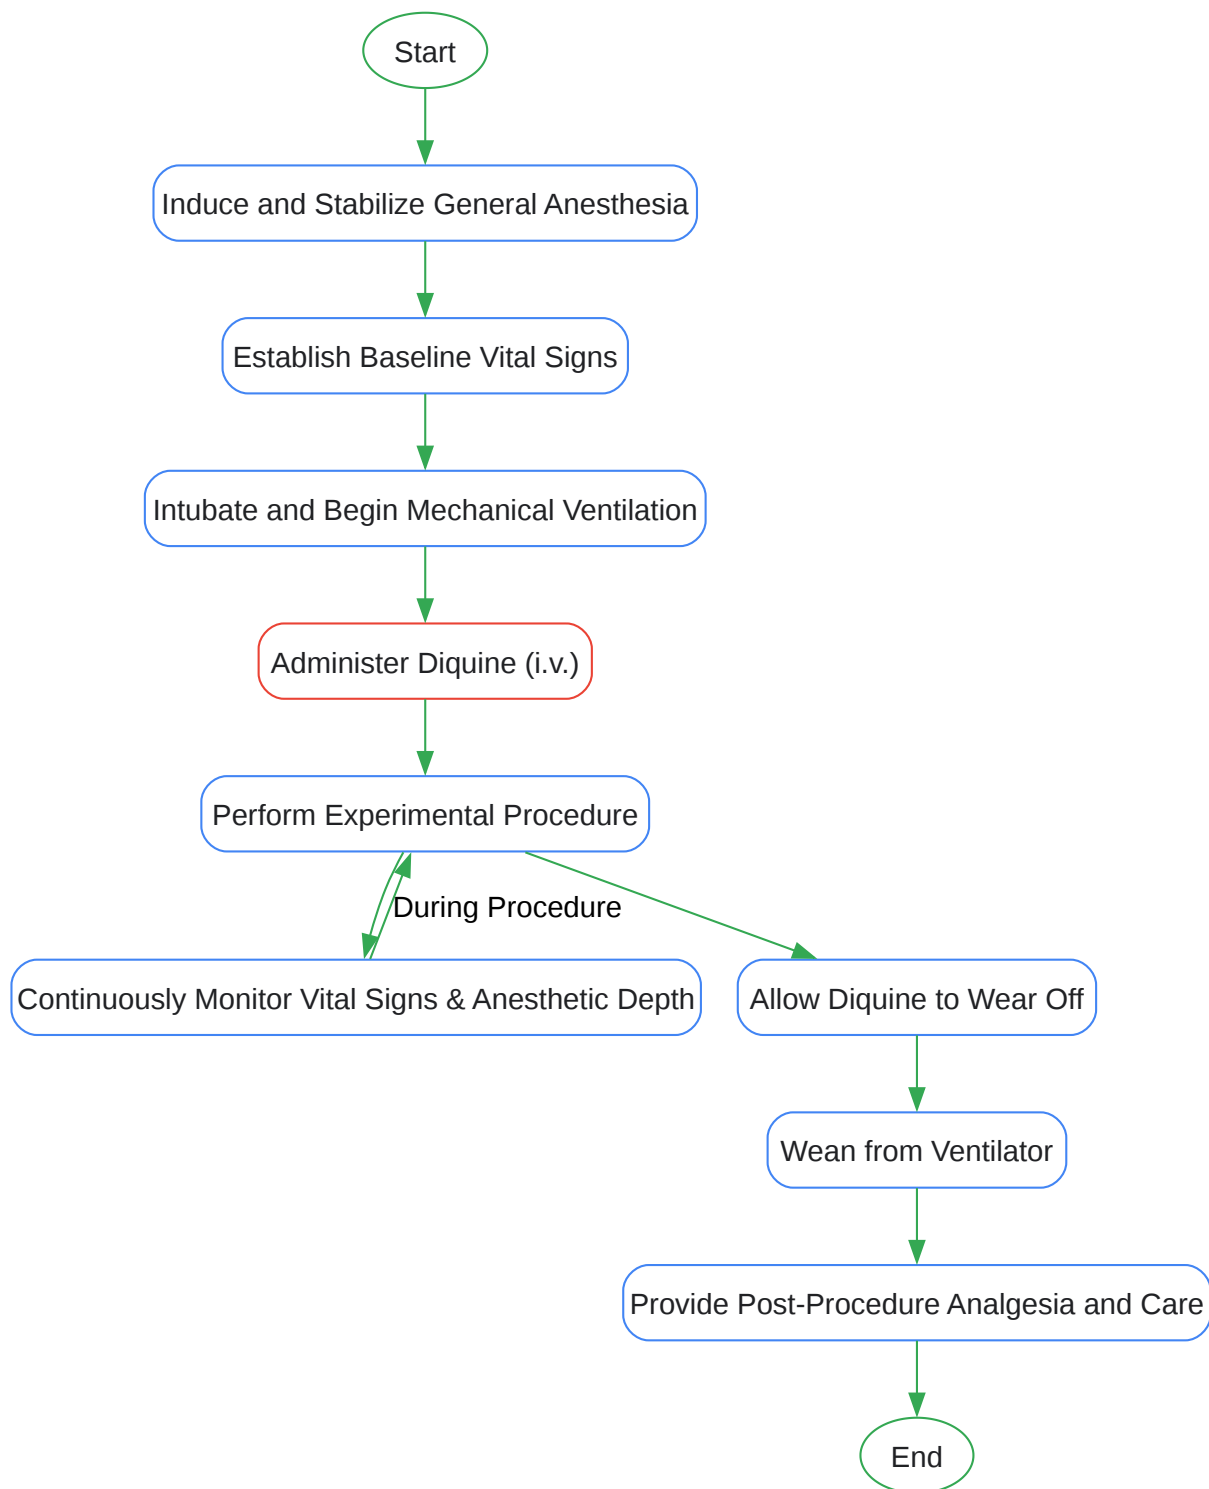 Start
Induce and Stabilize General Anesthesia
Establish Baseline Vital Signs
Intubate and Begin Mechanical Ventilation
Administer Diquine (i.v.)
Perform Experimental Procedure
During Procedure
Continuously Monitor Vital Signs & Anesthetic Depth
Allow Diquine to Wear Off
Wean from Ventilator
Provide Post-Procedure Analgesia and Care
End